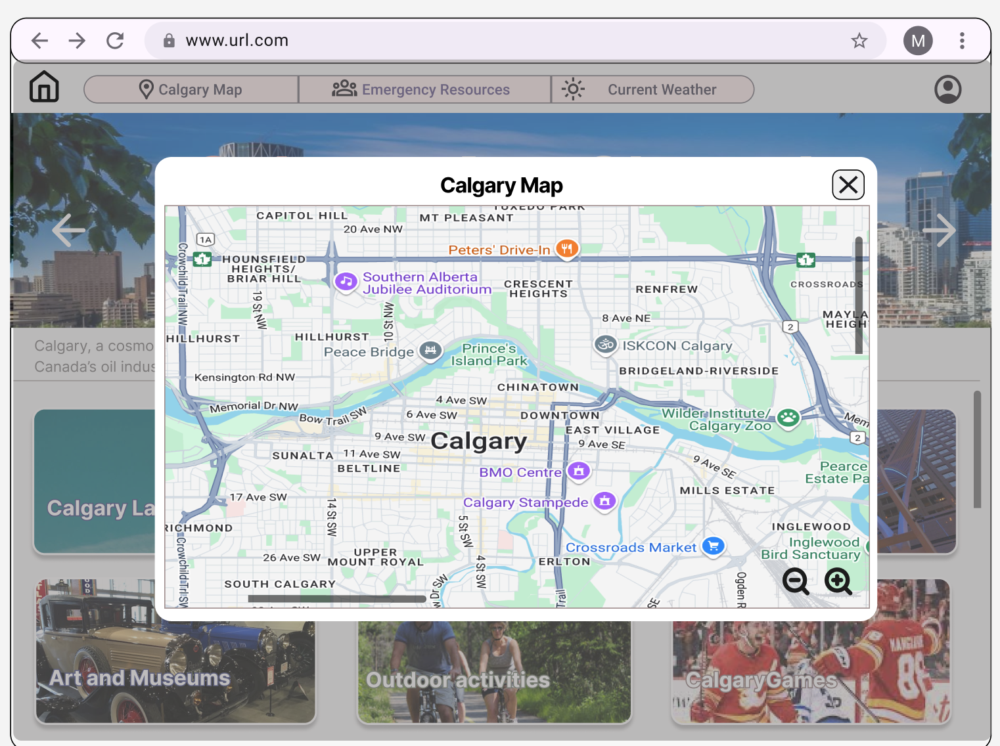 www.url.com
M
Calgary Map
Emergency Resources
Current Weather
Calgary Map
TUXEDO PARK
CAPITOL HILL
MT PLEASANT
20 Ave NW
1A
Peters' Drive-In
1
1
Crowchild Trail NW
HOUNSFIELD
HEIGHTS/
BRIAR HILL
Southern Alberta
Jubilee Auditorium
CRESCENT
HEIGHTS
RENFREW
CROSSROADS
19 St NW
10 St NW
8 Ave NE
MAYLA
HEIGH
2
HILLHURST
HILLHURST
Peace Bridge
Prince's
Island Park
ISKCON Calgary
Calgary, a cosmo
Canada's oil indus
BRIDGELAND-RIVERSIDE
Kensington Rd NW
CHINATOWN
4 Ave SW
Memorial Dr NW
Bow Trail SW
6 Ave SW
DOWNTOWN
Wilder Institute/
Calgary Zoo
Mem
EAST VILLAGE
9 Ave SW
Calgary
9 Ave SE
2
SUNALTA
11 Ave SW
BELTLINE
BMO Centre
9 Ave SE
Pearce
Estate Pa
MILLS ESTATE
17 Ave SW
Calgary Stampede
Calgary La
14 St SW
5 St SW
RICHMOND
INGLEWOOD
Crowchild Trl SW
Crossroads Market
Inglewood
Bird Sanctuary
26 Ave SW
UPPER
MOUNT ROYAL
4 St SW
ERLTON
SOUTH CALGARY
Ogden R
w Dr SW
Trail
SE
Art and Museums
Outdoor activities
CalgaryGames